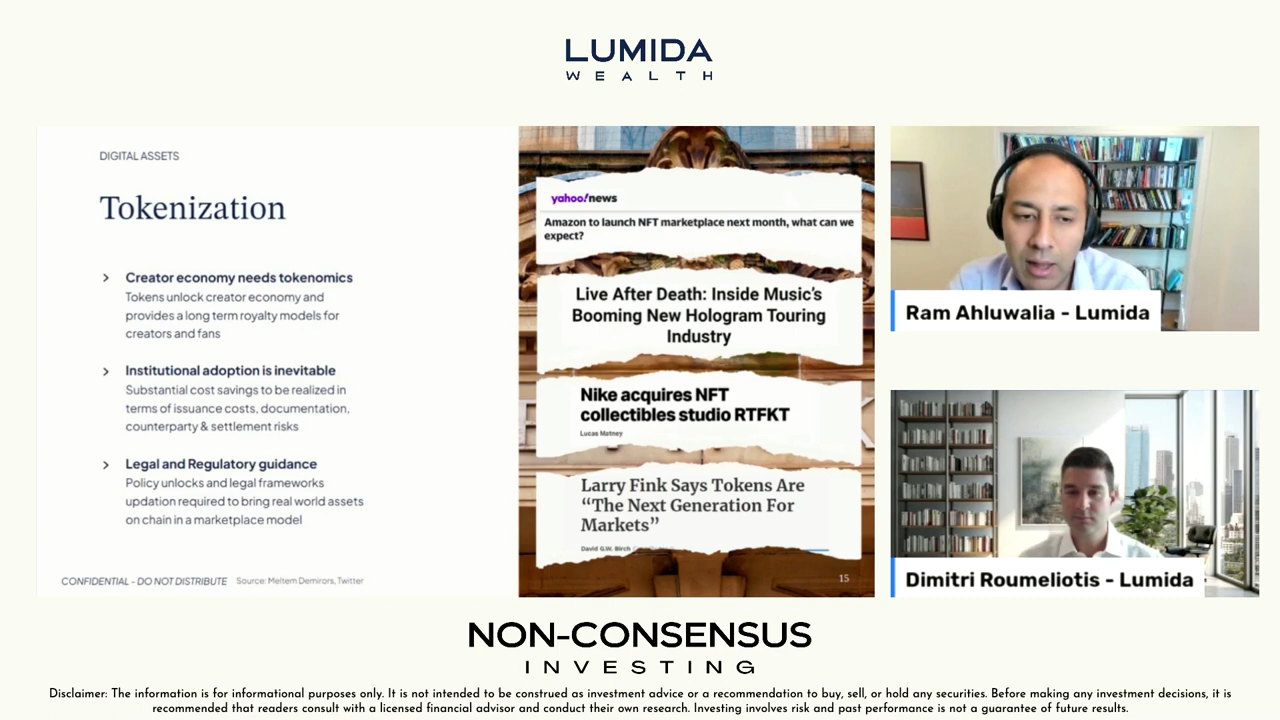 LUMIDA
WEALTH
DIGITAL ASSETS
Tokenization
Creator economy needs tokenomics
Tokens unlock creator economy and
provides a long term royalty models for
creators and fans
Institutional adoption is inevitable
Substantial cost savings to be realized in
terms of issuance costs, documentation,
counterparty & settlement risks
Legal and Regulatory guidance
Policy unlocks and legal frameworks
updation required to bring real world assets
on chain in a marketplace model
CONFIDENTIAL - DO NOT DISTRIBUTE Source: Meltem Demirors, Twitter
yahoo!news
Amazon to launch NFT marketplace next month, what can we
expect?
Live After Death: Inside Music's
Booming New Hologram Touring
Industry
Nike acquires NFT
collectibles studio RTFKT
Lucas Matney
Larry Fink Says Tokens Are
“The Next Generation For
Markets”
David G.W. Birch
15
Ram Ahluwalia - Lumida
Dimitri Roumeliotis - Lumida
NON-CONSENSUS
INVESTING
Disclaimer: The information is for informational purposes only. It is not intended to be construed as investment advice or a recommendation to buy, sell, or hold any securities. Before making any investment decisions, it is
recommended that readers consult with a licensed financial advisor and conduct their own research. Investing involves risk and past performance is not a guarantee of future results.